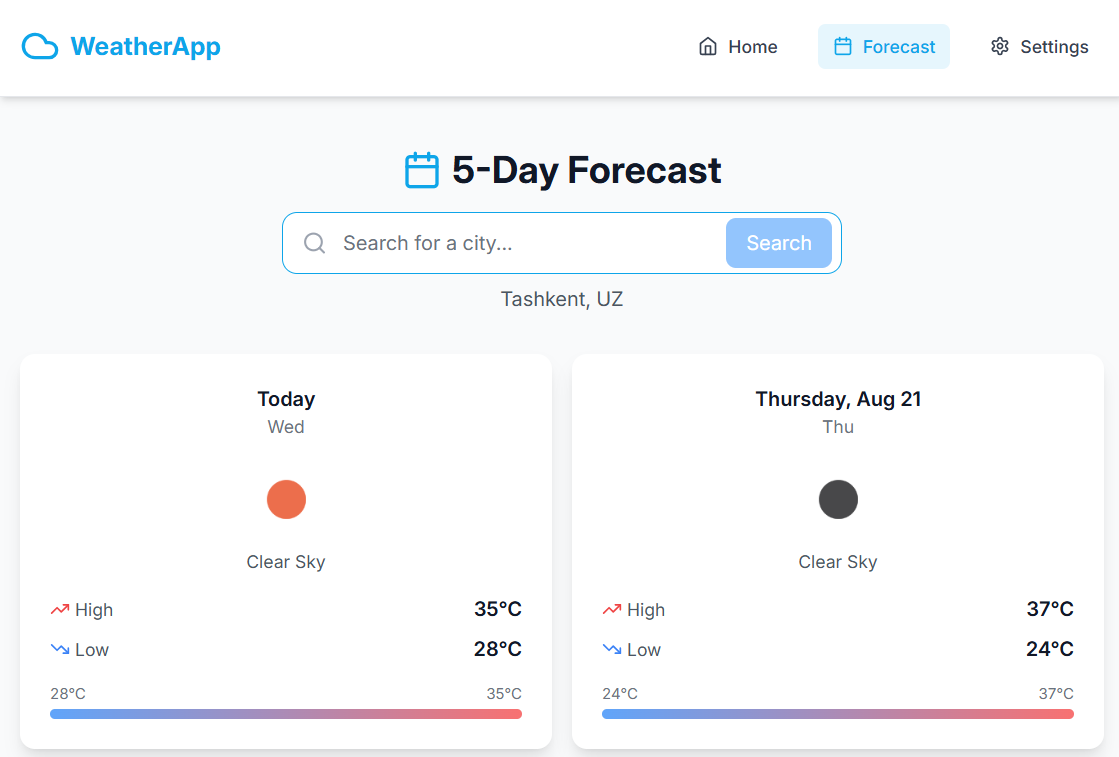 WeatherApp
Home
Forecast
Settings
5-Day Forecast
Search for a city...
Search
Tashkent, UZ
Today
Wed
Clear Sky
High
35°C
Low
28°C
28°C
35°C
Thursday, Aug 21
Thu
Clear Sky
High
37°C
Low
24°C
24°C
37°C